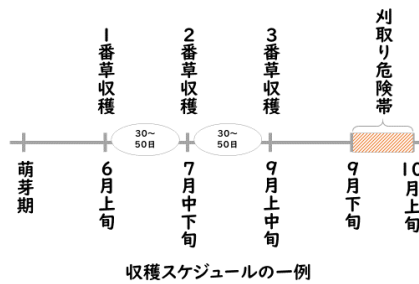 1番草収穫
2番草収穫
3番草収穫
刈取り危険帯
30～
50日
30～
50日
萌芽期
6月上旬
7月中下旬
9月上中旬
9月下旬
10月上旬
収穫スケジュールの一例